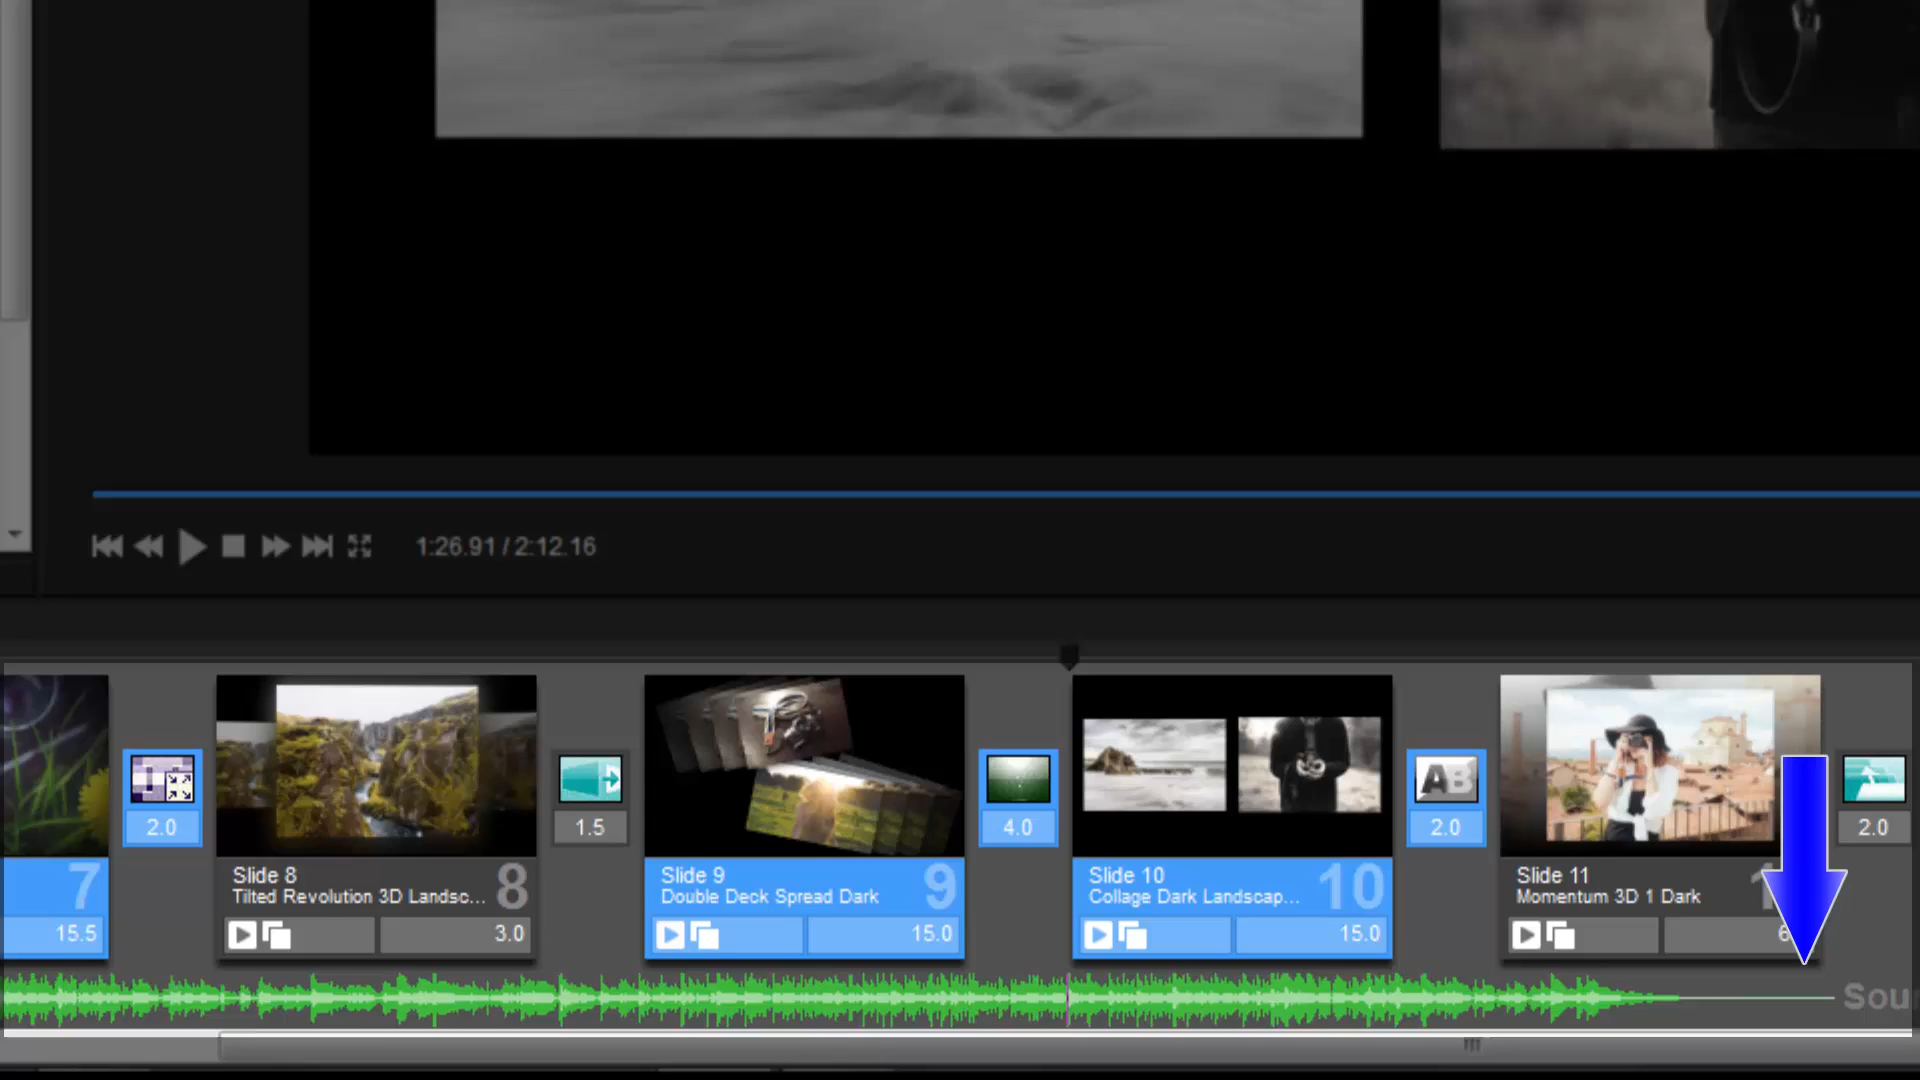 1:26.91 / 2:12.16
7
15.5
2.0
Slide 8
Tilted Revolution 3D Landsc...
8
3.0
1.5
Slide 9
Double Deck Spread Dark
9
15.0
4.0
Slide 10
Collage Dark Landscap...
10
15.0
AB
2.0
Slide 11
Momentum 3D 1 Dark
2.0
Sou